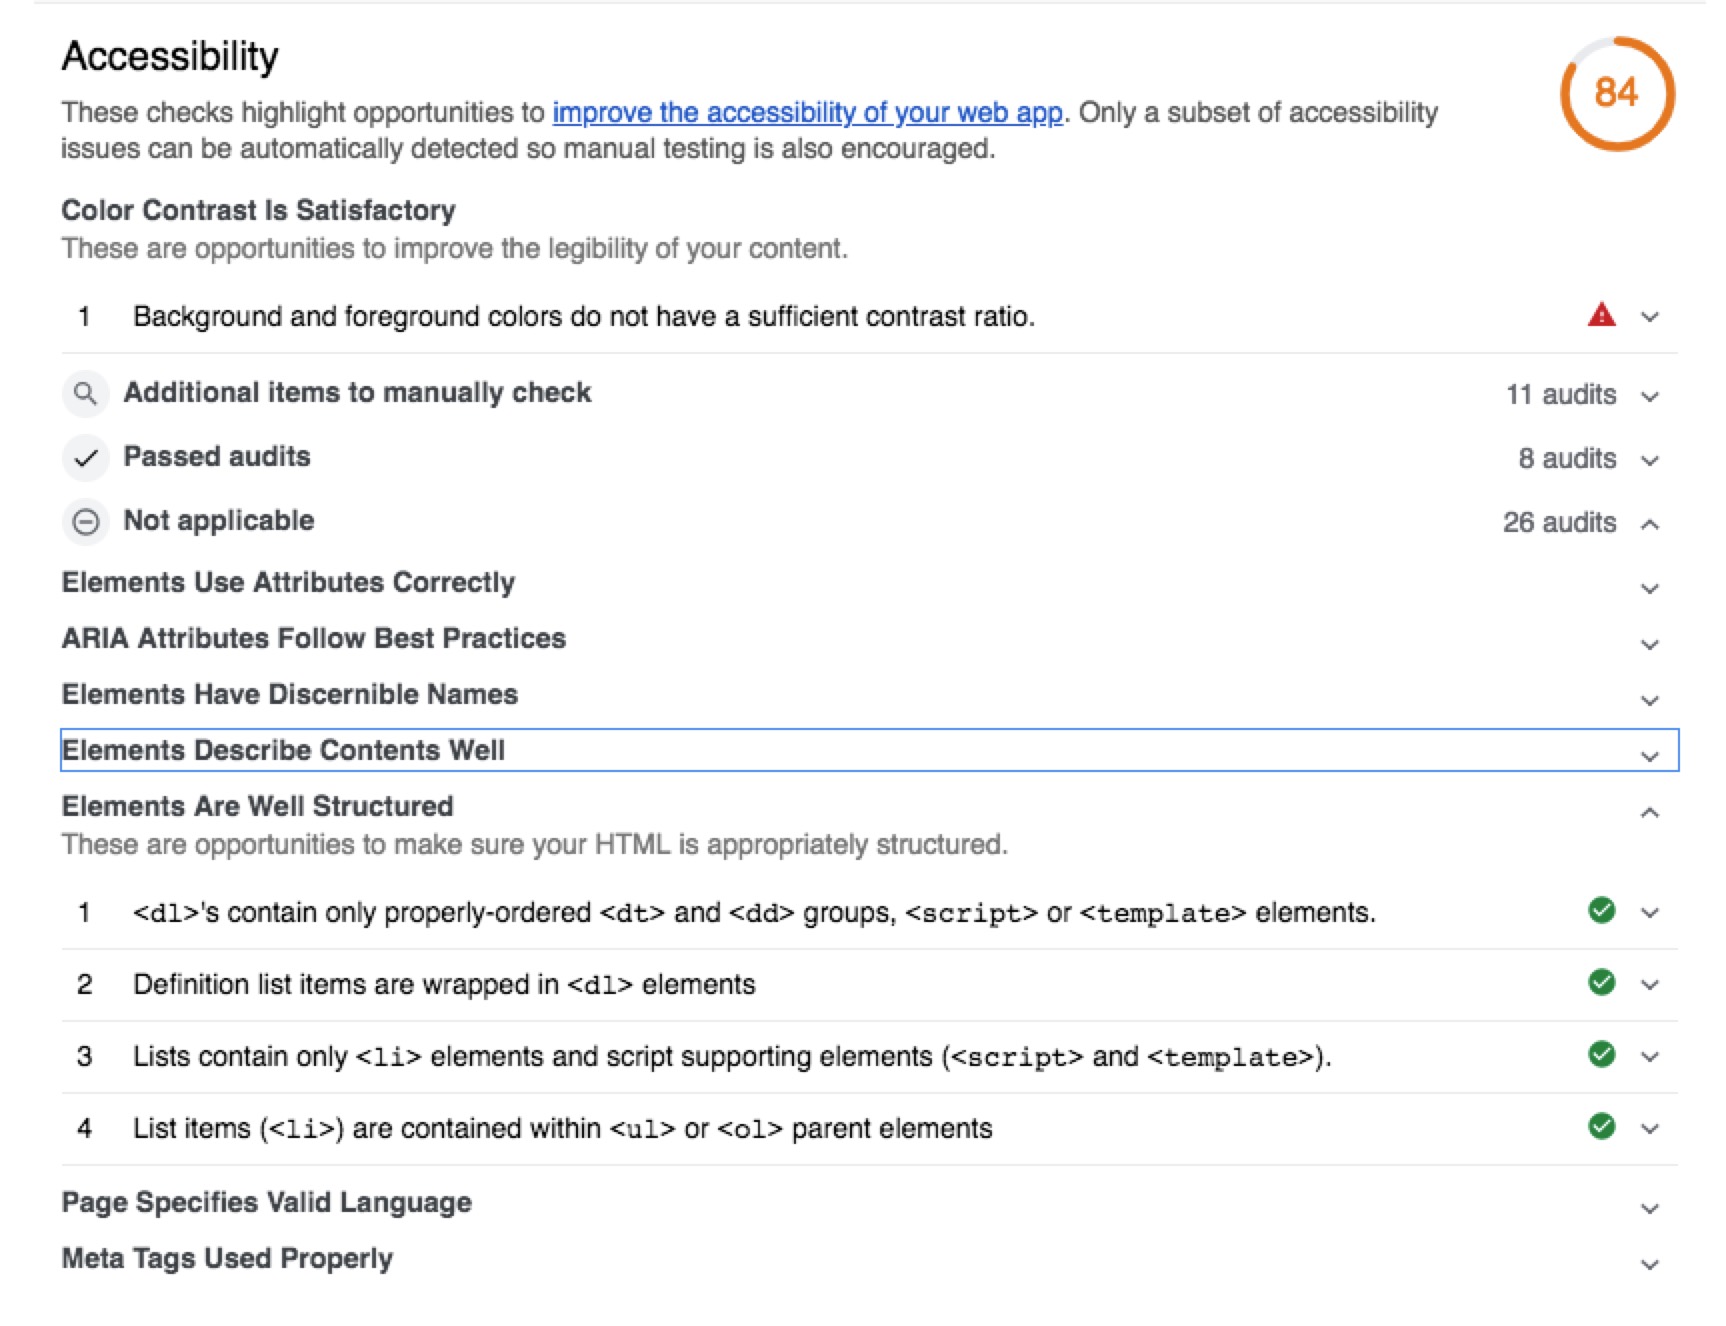 Accessibility
84
These checks highlight opportunities to improve the accessibility of your web app. Only a subset of accessibility
issues can be automatically detected so manual testing is also encouraged.
Color Contrast Is Satisfactory
These are opportunities to improve the legibility of your content.
1 Background and foreground colors do not have a sufficient contrast ratio.
Additional items to manually check 11 audits
Passed audits 8 audits
Not applicable 26 audits
Elements Use Attributes Correctly
ARIA Attributes Follow Best Practices
Elements Have Discernible Names
Elements Describe Contents Well
Elements Are Well Structured
These are opportunities to make sure your HTML is appropriately structured.
1 <dl>'s contain only properly-ordered <dt> and <dd> groups, <script> or <template> elements.
2 Definition list items are wrapped in <dl> elements
3 Lists contain only <li> elements and script supporting elements (<script> and <template>).
4 List items (<li>) are contained within <ul> or <ol> parent elements
Page Specifies Valid Language
Meta Tags Used Properly